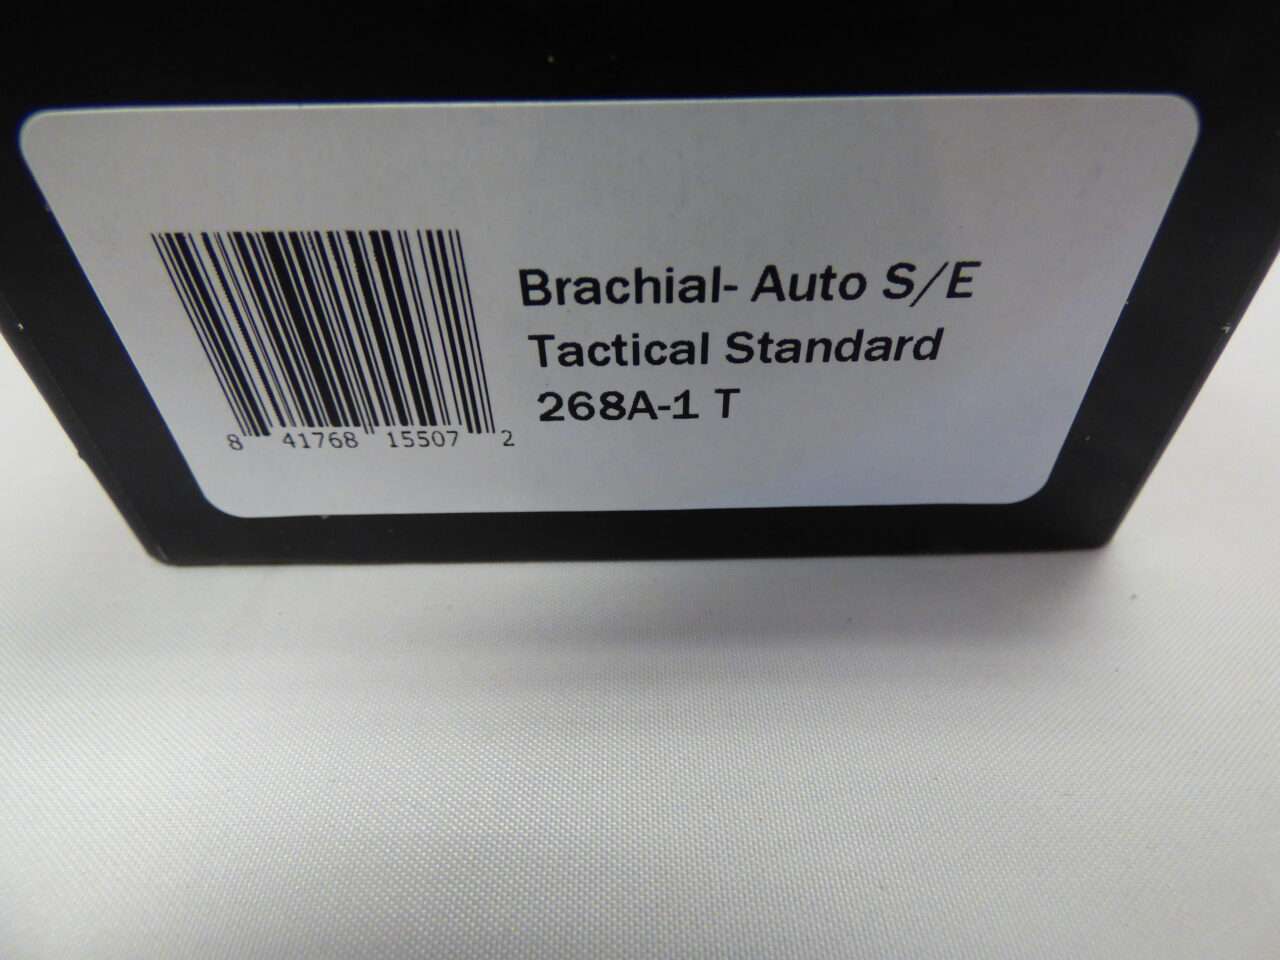 Brachial- Auto S/E
Tactical Standard
268A-1 T
8 41768 15507 2